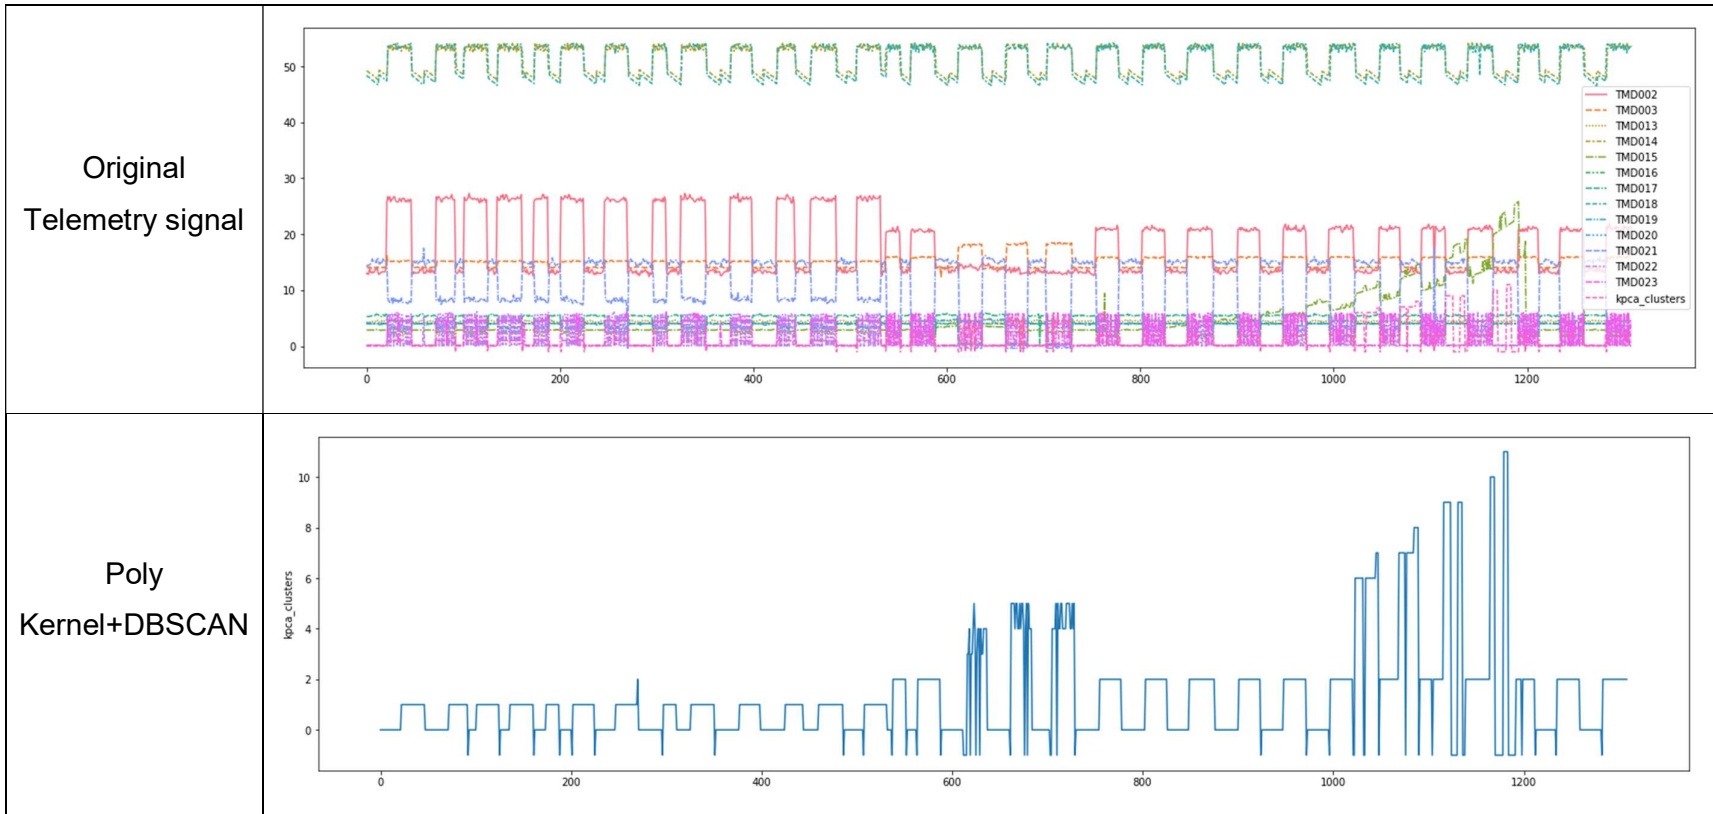 Original
Telemetry signal
50
40
30
20
10
0
0 200 400 600 800 1000 1200
TMD002
TMD003
TMD013
TMD014
TMD015
TMD016
TMD017
TMD018
TMD019
TMD020
TMD021
TMD022
TMD023
kpca_clusters
Poly
Kernel+DBSCAN
kpca_clusters
10
8
6
4
2
0
0 200 400 600 800 1000 1200